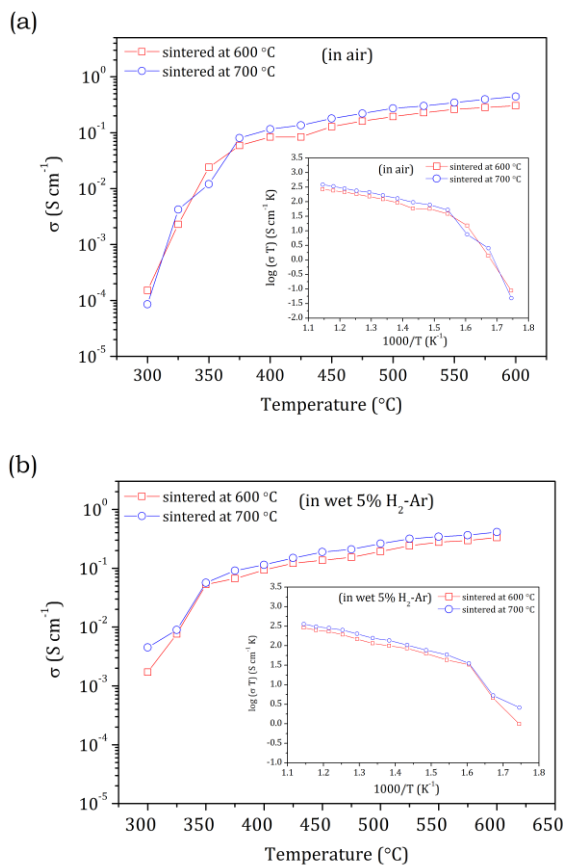 (a)
sintered at 600 °C
sintered at 700 °C
(in air)
10⁰
10⁻¹
10⁻²
10⁻³
10⁻⁴
10⁻⁵
σ (S cm⁻¹)
300 350 400 450 500 550 600
Temperature (°C)
(in air)
sintered at 600 °C
sintered at 700 °C
3.5
3.0
2.5
2.0
1.5
1.0
0.5
0.0
-0.5
-1.0
-1.5
-2.0
log (σ T) (S cm⁻¹ K)
1.1 1.2 1.3 1.4 1.5 1.6 1.7 1.8
1000/T (K⁻¹)
(b)
sintered at 600 °C
sintered at 700 °C
(in wet 5% H₂-Ar)
10⁰
10⁻¹
10⁻²
10⁻³
10⁻⁴
10⁻⁵
σ (S cm⁻¹)
300 350 400 450 500 550 600 650
Temperature (°C)
(in wet 5% H₂-Ar)
sintered at 600 °C
sintered at 700 °C
4.0
3.5
3.0
2.5
2.0
1.5
1.0
0.5
0.0
-0.5
-1.0
log (σ T) (S cm⁻¹ K)
1.1 1.2 1.3 1.4 1.5 1.6 1.7 1.8
1000/T (K⁻¹)